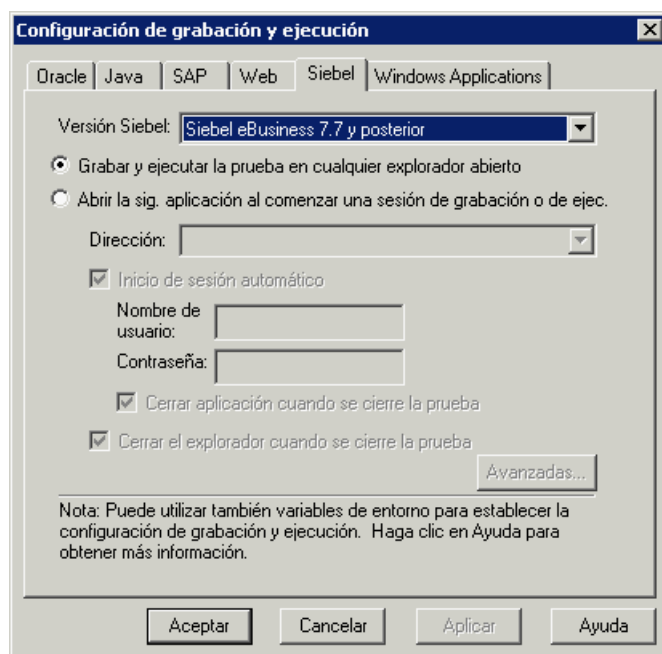 Configuración de grabación y ejecución
Oracle Java SAP Web Siebel Windows Applications
Versión Siebel: Siebel eBusiness 7.7 y posterior
Grabar y ejecutar la prueba en cualquier explorador abierto
Abrir la sig. aplicación al comenzar una sesión de grabación o de ejec.
Dirección:
Inicio de sesión automático
Nombre de
usuario:
Contraseña:
Cerrar aplicación cuando se cierre la prueba
Cerrar el explorador cuando se cierre la prueba
Avanzadas...
Nota: Puede utilizar también variables de entorno para establecer la
configuración de grabación y ejecución. Haga clic en Ayuda para
obtener más información.
Aceptar Cancelar Aplicar Ayuda